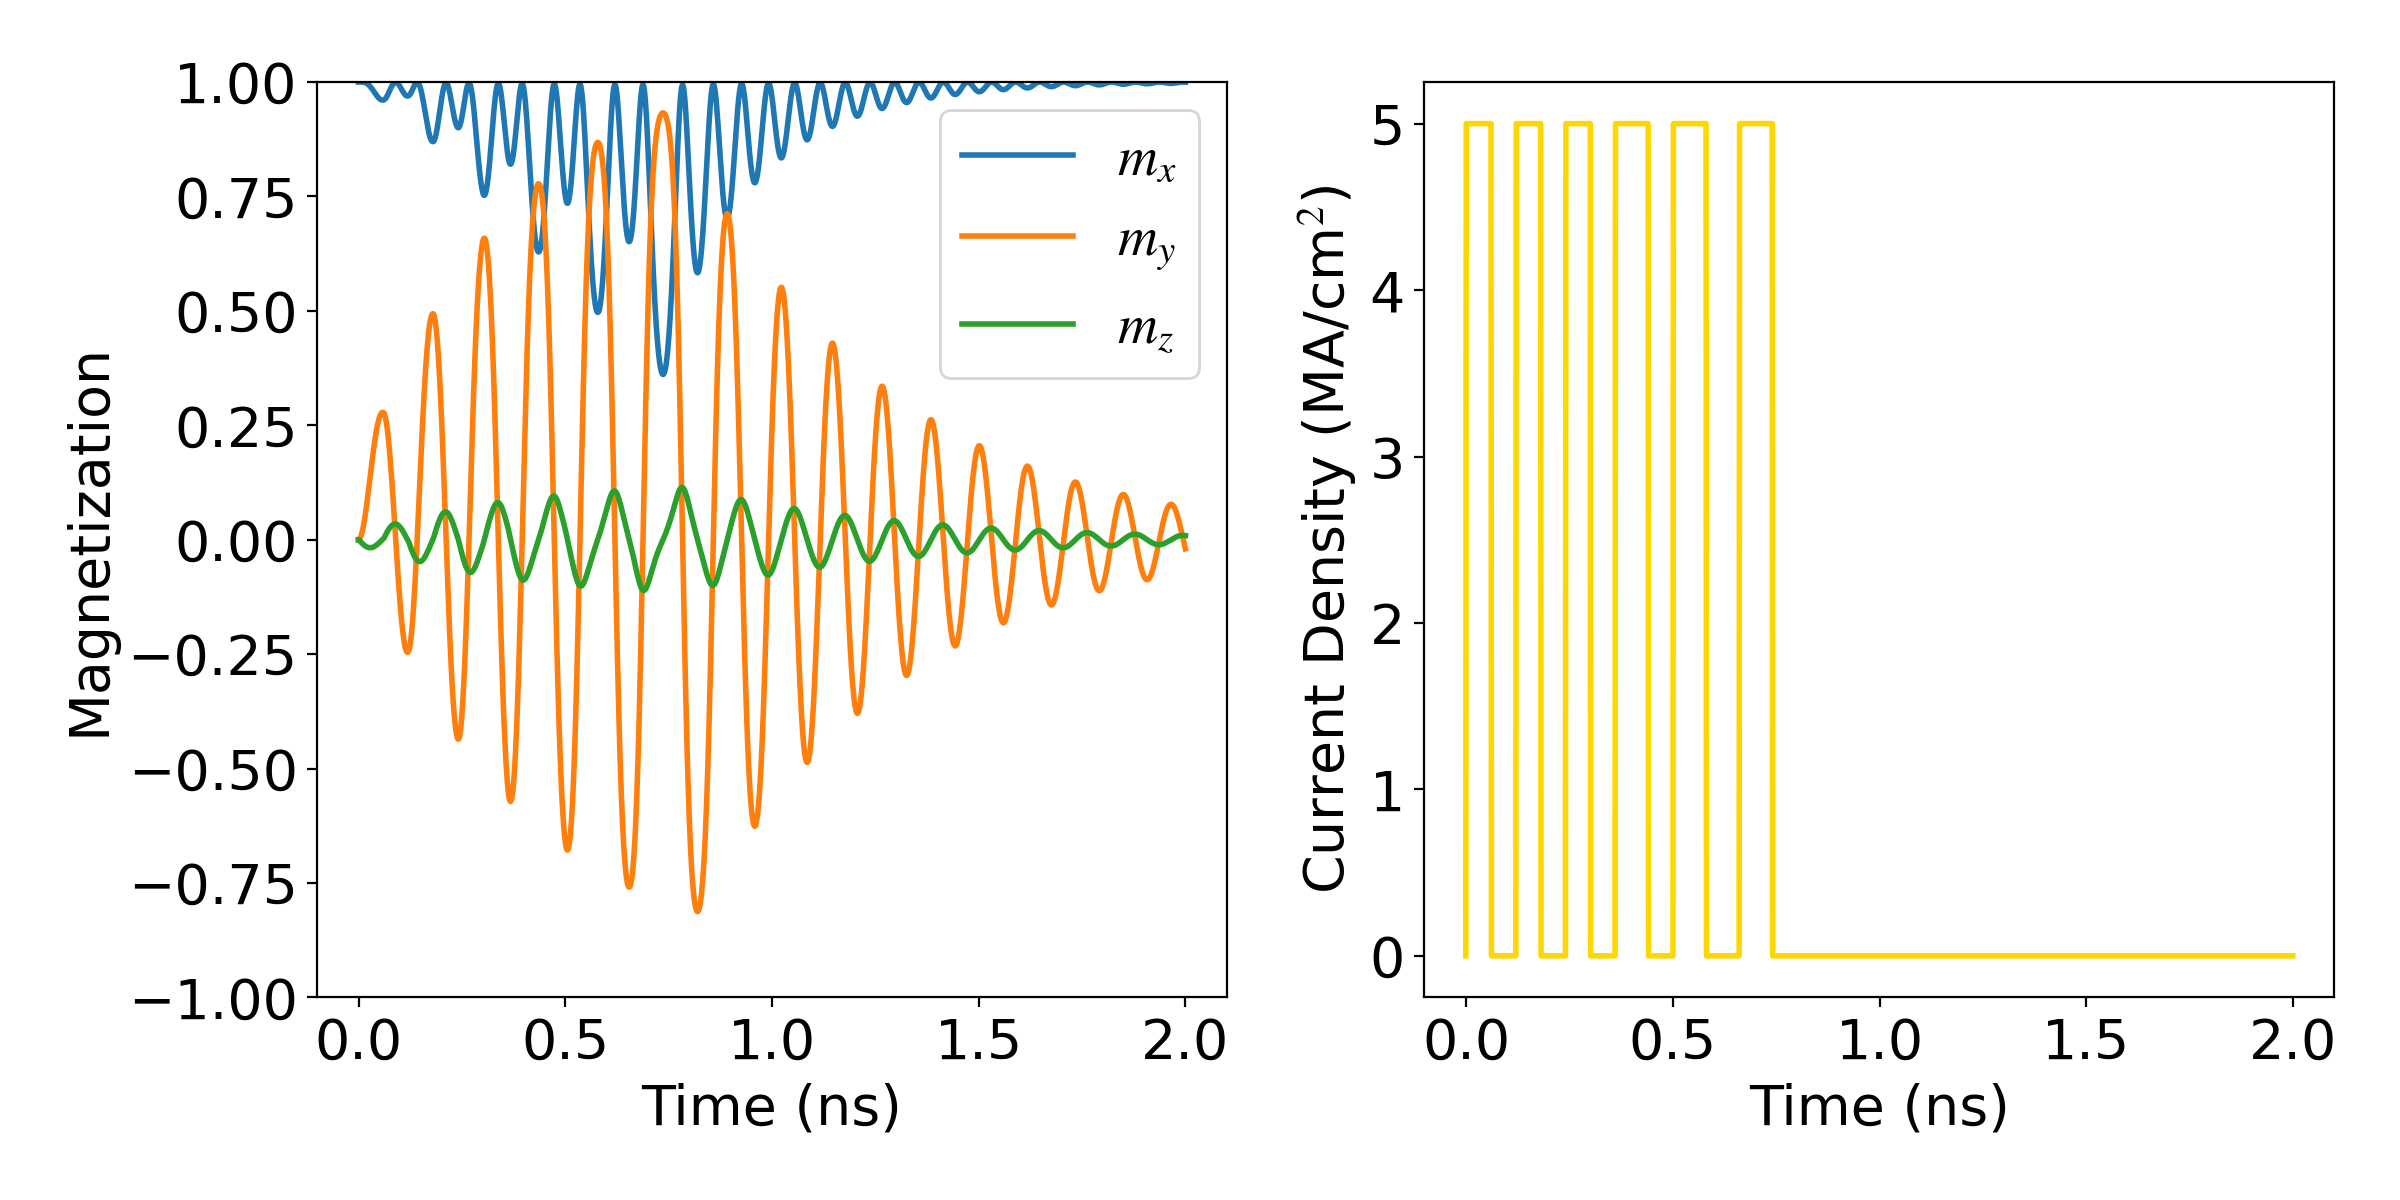 1.00
0.75
0.50
0.25
0.00
−0.25
−0.50
−0.75
−1.00
Magnetization
0.0 0.5 1.0 1.5 2.0
Time (ns)
m_x
m_y
m_z
5
4
3
2
1
0
Current Density (MA/cm²)
0.0 0.5 1.0 1.5 2.0
Time (ns)